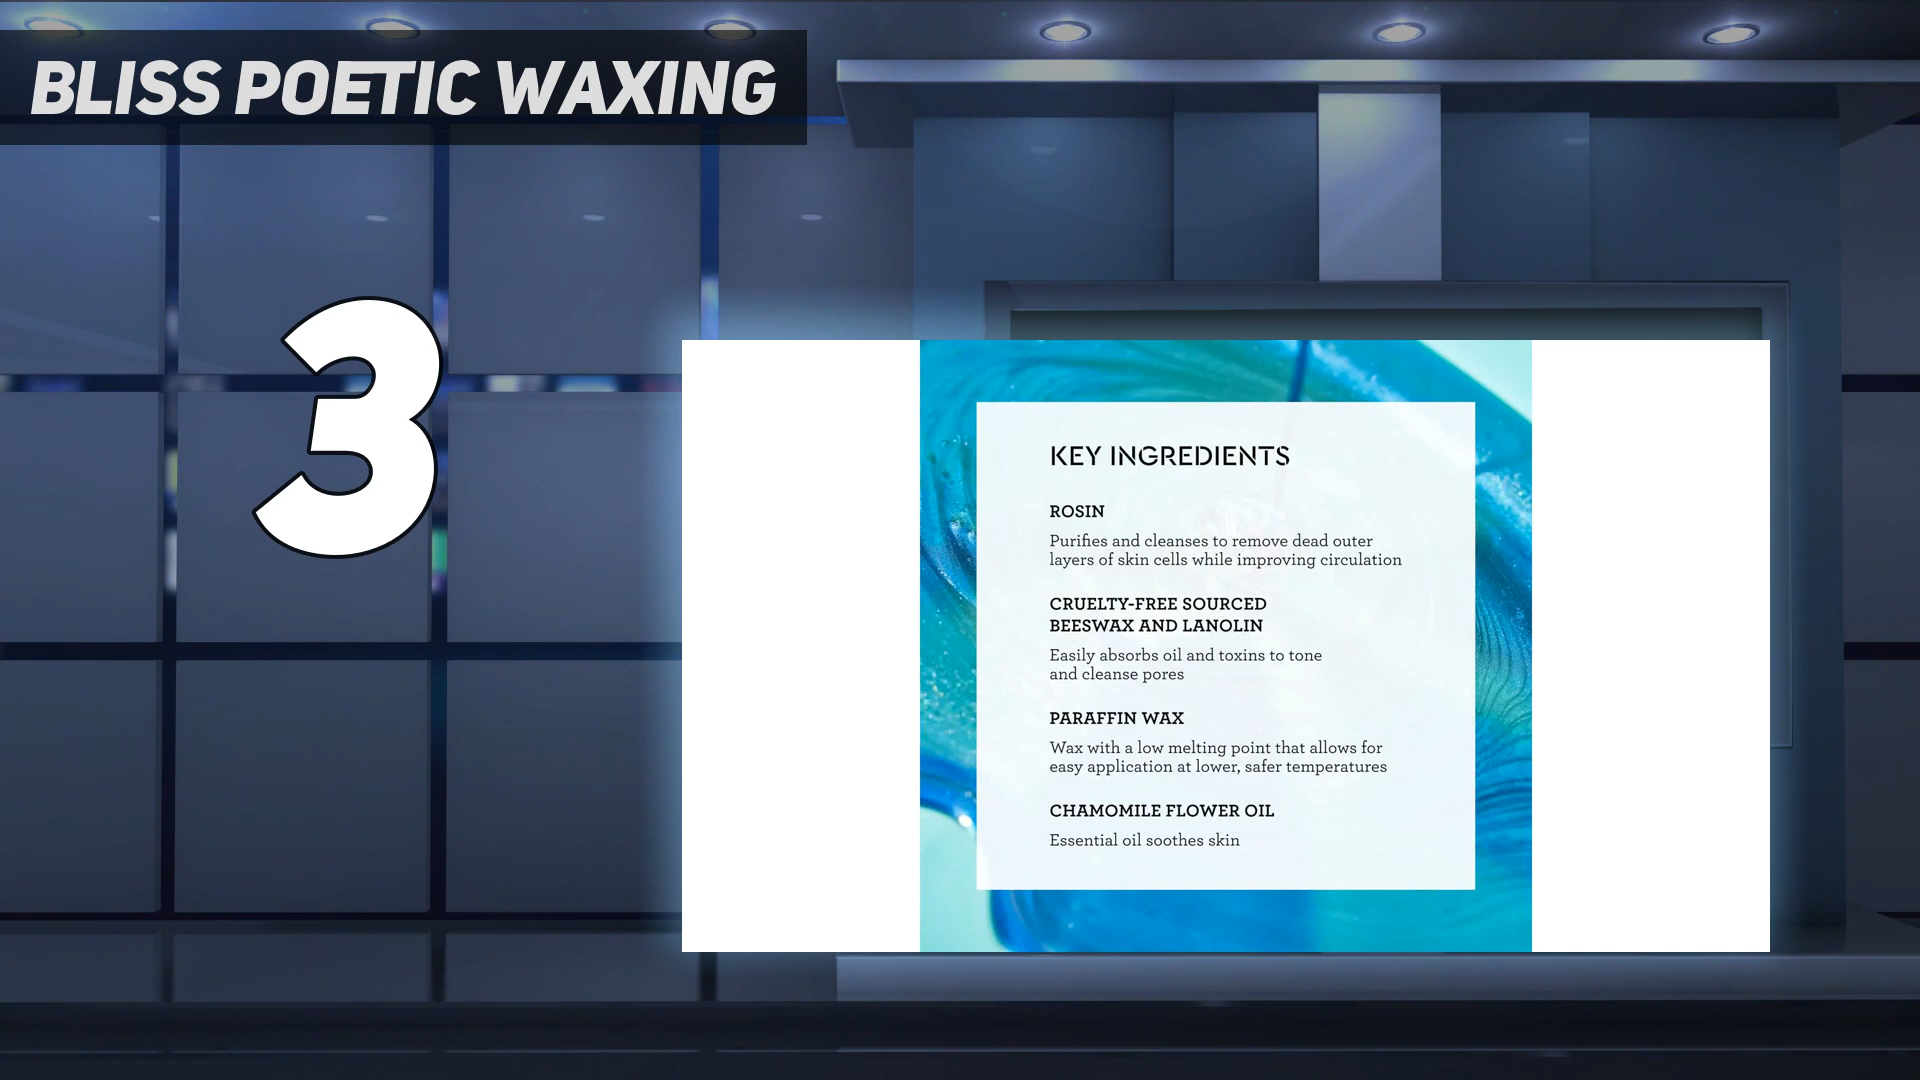 BLISS POETIC WAXING
3
KEY INGREDIENTS
ROSIN
Purifies and cleanses to remove dead outer
layers of skin cells while improving circulation
CRUELTY-FREE SOURCED
BEESWAX AND LANOLIN
Easily absorbs oil and toxins to tone
and cleanse pores
PARAFFIN WAX
Wax with a low melting point that allows for
easy application at lower, safer temperatures
CHAMOMILE FLOWER OIL
Essential oil soothes skin